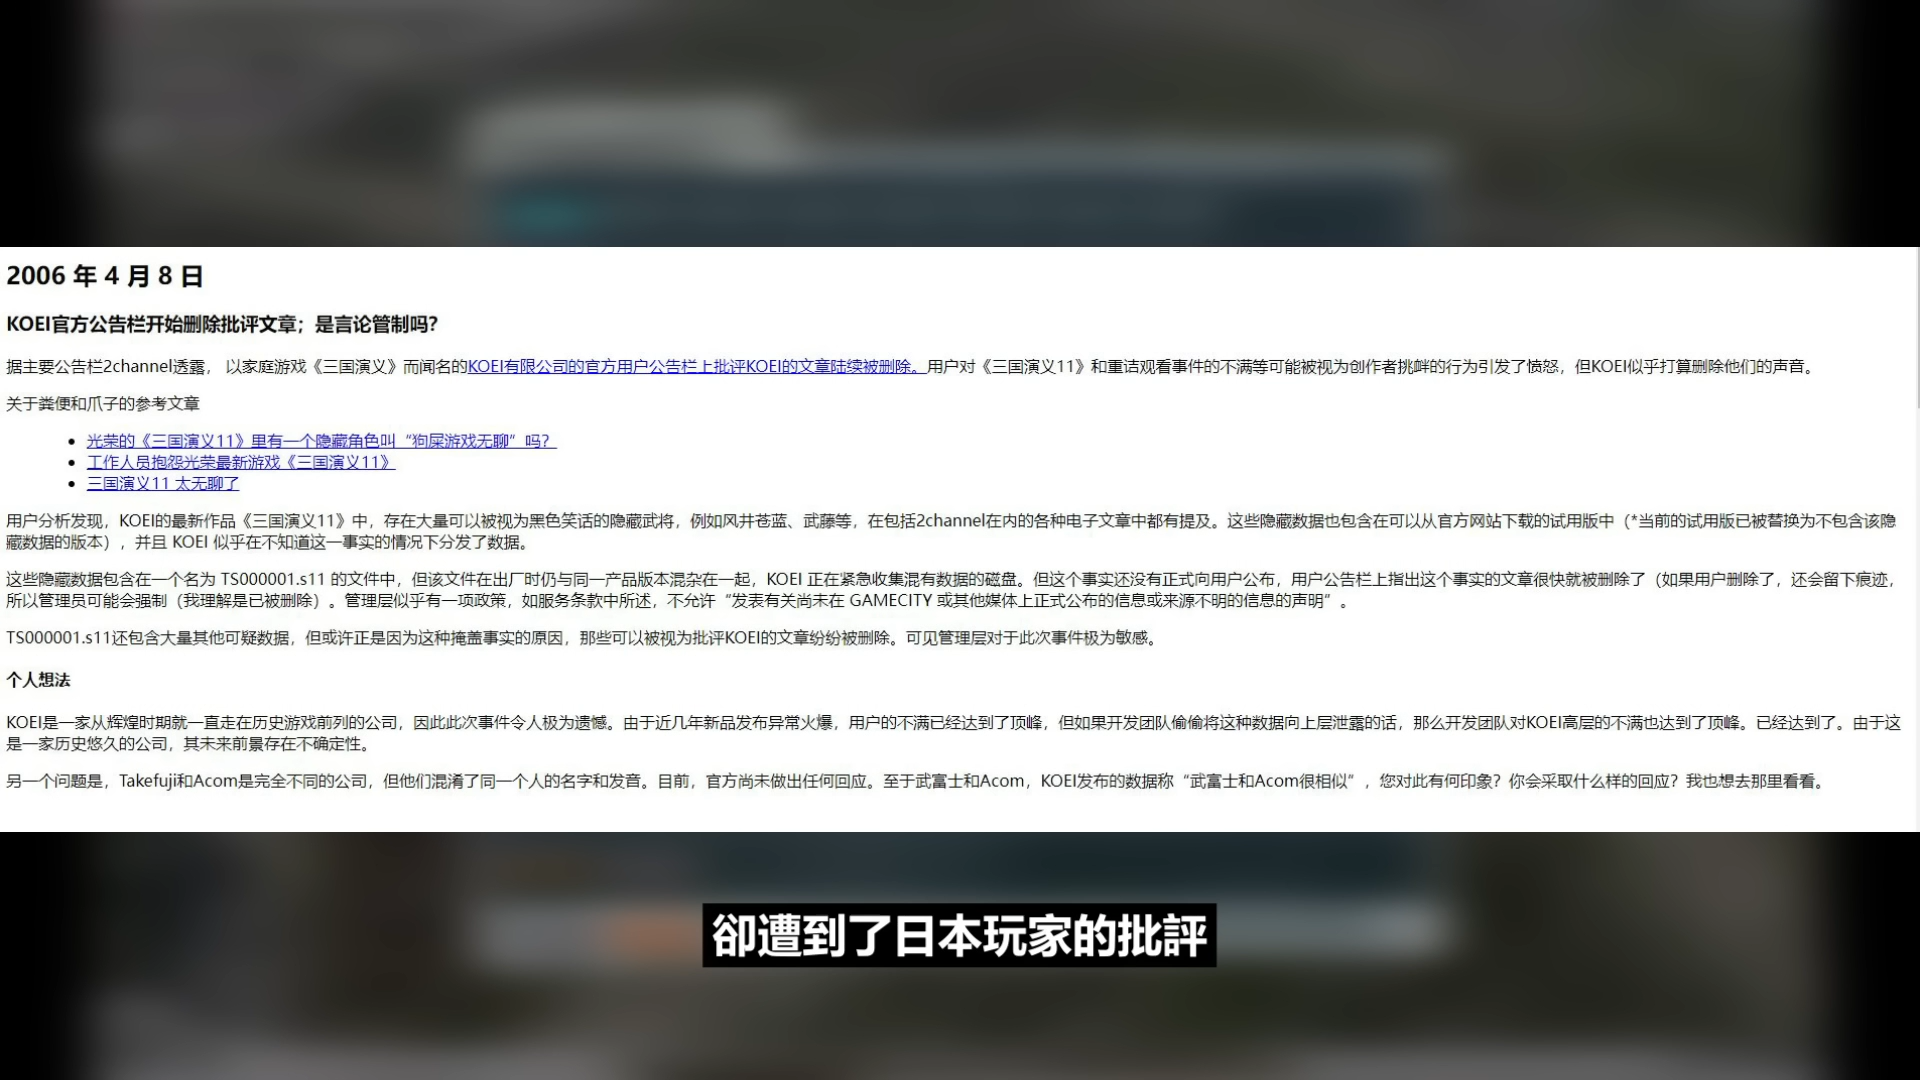 2006 年 4 月 8 日
KOEI官方公告栏开始删除批评文章；是言论管制吗？
据主要公告栏2channel透露， 以家庭游戏《三国演义》而闻名的KOEI有限公司的官方用户公告栏上批评KOEI的文章陆续被删除。用户对《三国演义11》和重诘观看事件的不满等可能被视为创作者挑衅的行为引发了愤怒，但KOEI似乎打算删除他们的声音。
关于粪便和爪子的参考文章
光荣的《三国演义11》里有一个隐藏角色叫“狗屎游戏无聊”吗？
工作人员抱怨光荣最新游戏《三国演义11》
三国演义11 太无聊了
用户分析发现，KOEI的最新作品《三国演义11》中，存在大量可以被视为黑色笑话的隐藏武将，例如风井苍蓝、武藤等，在包括2channel在内的各种电子文章中都有提及。这些隐藏数据也包含在可以从官方网站下载的试用版中（*当前的试用版已被替换为不包含该隐
藏数据的版本），并且 KOEI 似乎在不知道这一事实的情况下分发了数据。
这些隐藏数据包含在一个名为 TS000001.s11 的文件中，但该文件在出厂时仍与同一产品版本混杂在一起，KOEI 正在紧急收集混有数据的磁盘。但这个事实还没有正式向用户公布，用户公告栏上指出这个事实的文章很快就被删除了（如果用户删除了，还会留下痕迹，
所以管理员可能会强制（我理解是已被删除）。管理层似乎有一项政策，如服务条款中所述，不允许“发表有关尚未在 GAMECITY 或其他媒体上正式公布的信息或来源不明的信息的声明”。
TS000001.s11还包含大量其他可疑数据，但或许正是因为这种掩盖事实的原因，那些可以被视为批评KOEI的文章纷纷被删除。可见管理层对于此次事件极为敏感。
个人想法
KOEI是一家从辉煌时期就一直走在历史游戏前列的公司，因此此次事件令人极为遗憾。由于近几年新品发布异常火爆，用户的不满已经达到了顶峰，但如果开发团队偷偷将这种数据向上层泄露的话，那么开发团队对KOEI高层的不满也达到了顶峰。已经达到了。由于这
是一家历史悠久的公司，其未来前景存在不确定性。
另一个问题是，Takefuji和Acom是完全不同的公司，但他们混淆了同一个人的名字和发音。目前，官方尚未做出任何回应。至于武富士和Acom，KOEI发布的数据称“武富士和Acom很相似”，您对此有何印象？你会采取什么样的回应？我也想去那里看看。
卻遭到了日本玩家的批評